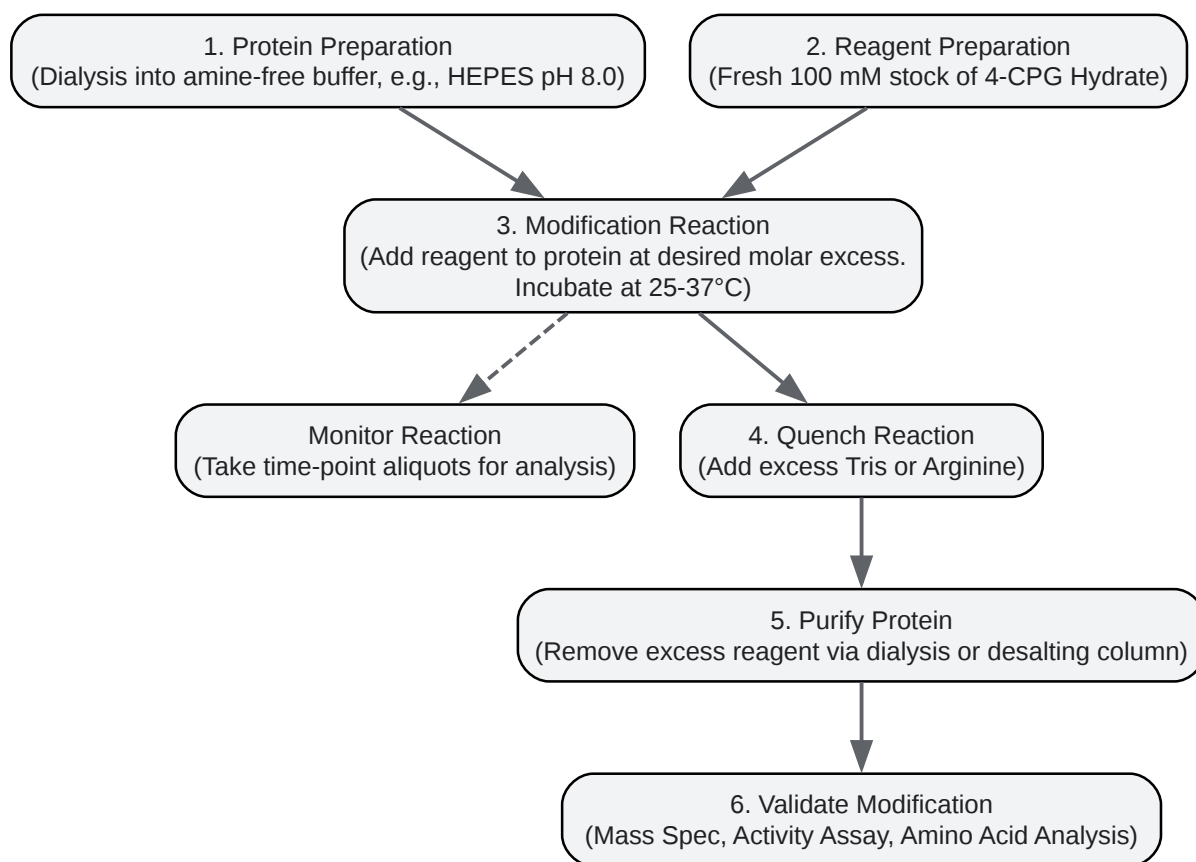 1. Protein Preparation
(Dialysis into amine-free buffer, e.g., HEPES pH 8.0)
2. Reagent Preparation
(Fresh 100 mM stock of 4-CPG Hydrate)
3. Modification Reaction
(Add reagent to protein at desired molar excess.
Incubate at 25-37°C)
Monitor Reaction
(Take time-point aliquots for analysis)
4. Quench Reaction
(Add excess Tris or Arginine)
5. Purify Protein
(Remove excess reagent via dialysis or desalting column)
6. Validate Modification
(Mass Spec, Activity Assay, Amino Acid Analysis)